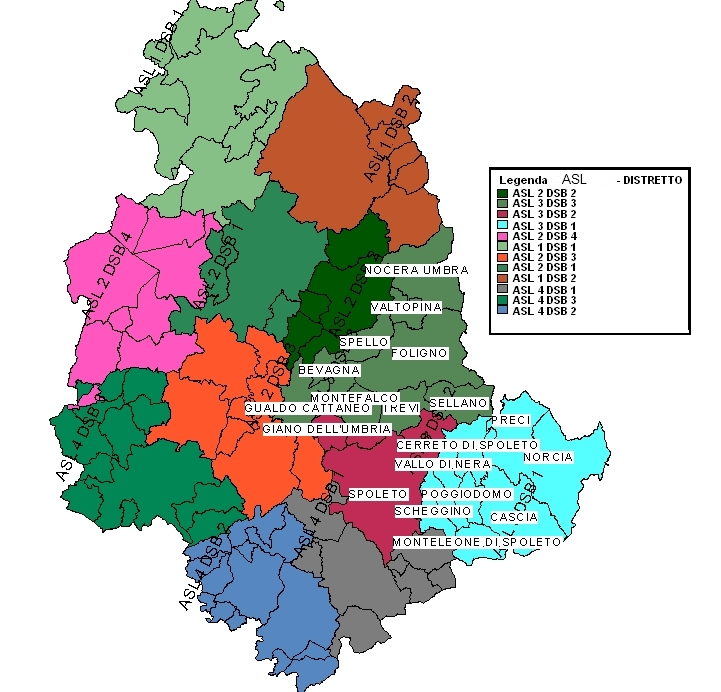 ASL 1 DSB 1
ASL 1 DSB 2
ASL 2 DSB 4
ASL 2 DSB 1
ASL 2 DSB
NOCERA UMBRA
VALTOPINA
SPELLO
FOLIGNO
BEVAGNA
MONTEFALCO
SELLANO
GUALDO CATTANEO
TREVI
PRECI
GIANO DELL'UMBRIA
CERRETO DI,SPOLETO
NORCIA
VALLO DI,NERA
SPOLETO
POGGIODOMO
DSB 1
SCHEGGINO
CASCIA
MONTELEONE,DI,SPOLETO
ASL 4 DSB
ASL 4 DSB
ASL 4 DSB
Legenda ASL - DISTRETTO
ASL 2 DSB 2
ASL 3 DSB 3
ASL 3 DSB 2
ASL 3 DSB 1
ASL 2 DSB 4
ASL 1 DSB 1
ASL 2 DSB 3
ASL 2 DSB 1
ASL 1 DSB 2
ASL 4 DSB 1
ASL 4 DSB 3
ASL 4 DSB 2